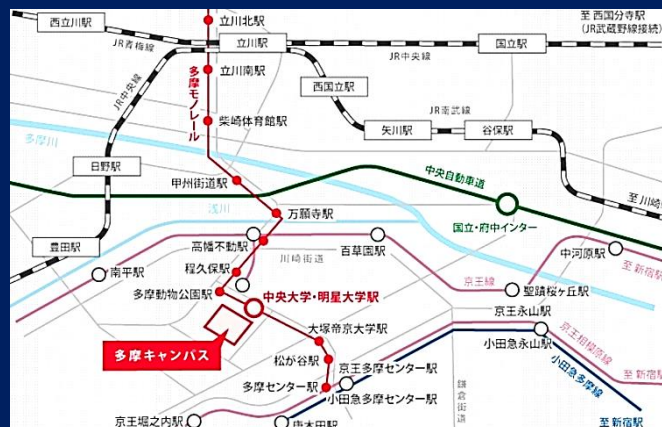 立川北駅
至 西国分寺駅
(JR武蔵野線接続)
西立川駅
立川駅
国立駅
JR青梅線
JR中央線
立川南駅
JR中央線
西国立駅
多摩モノレール
JR南武線
柴崎体育館駅
矢川駅
谷保駅
多摩川
日野駅
中央自動車道
甲州街道駅
至 川崎
浅川
万願寺駅
国立・府中インター
豊田駅
高幡不動駅
百草園駅
川崎街道
中河原駅
南平駅
程久保駅
至 新宿駅
京王線
聖蹟桜ヶ丘駅
多摩動物公園駅
中央大学・明星大学駅
京王永山駅
大塚帝京大学駅
小田急永山駅
京王相模原線
多摩キャンパス
松が谷駅
京王多摩センター駅
小田急多摩線
至 新宿駅
多摩センター駅
小田急多摩センター駅
鎌倉街道
京王堀之内駅
唐木田駅
至 新宿駅